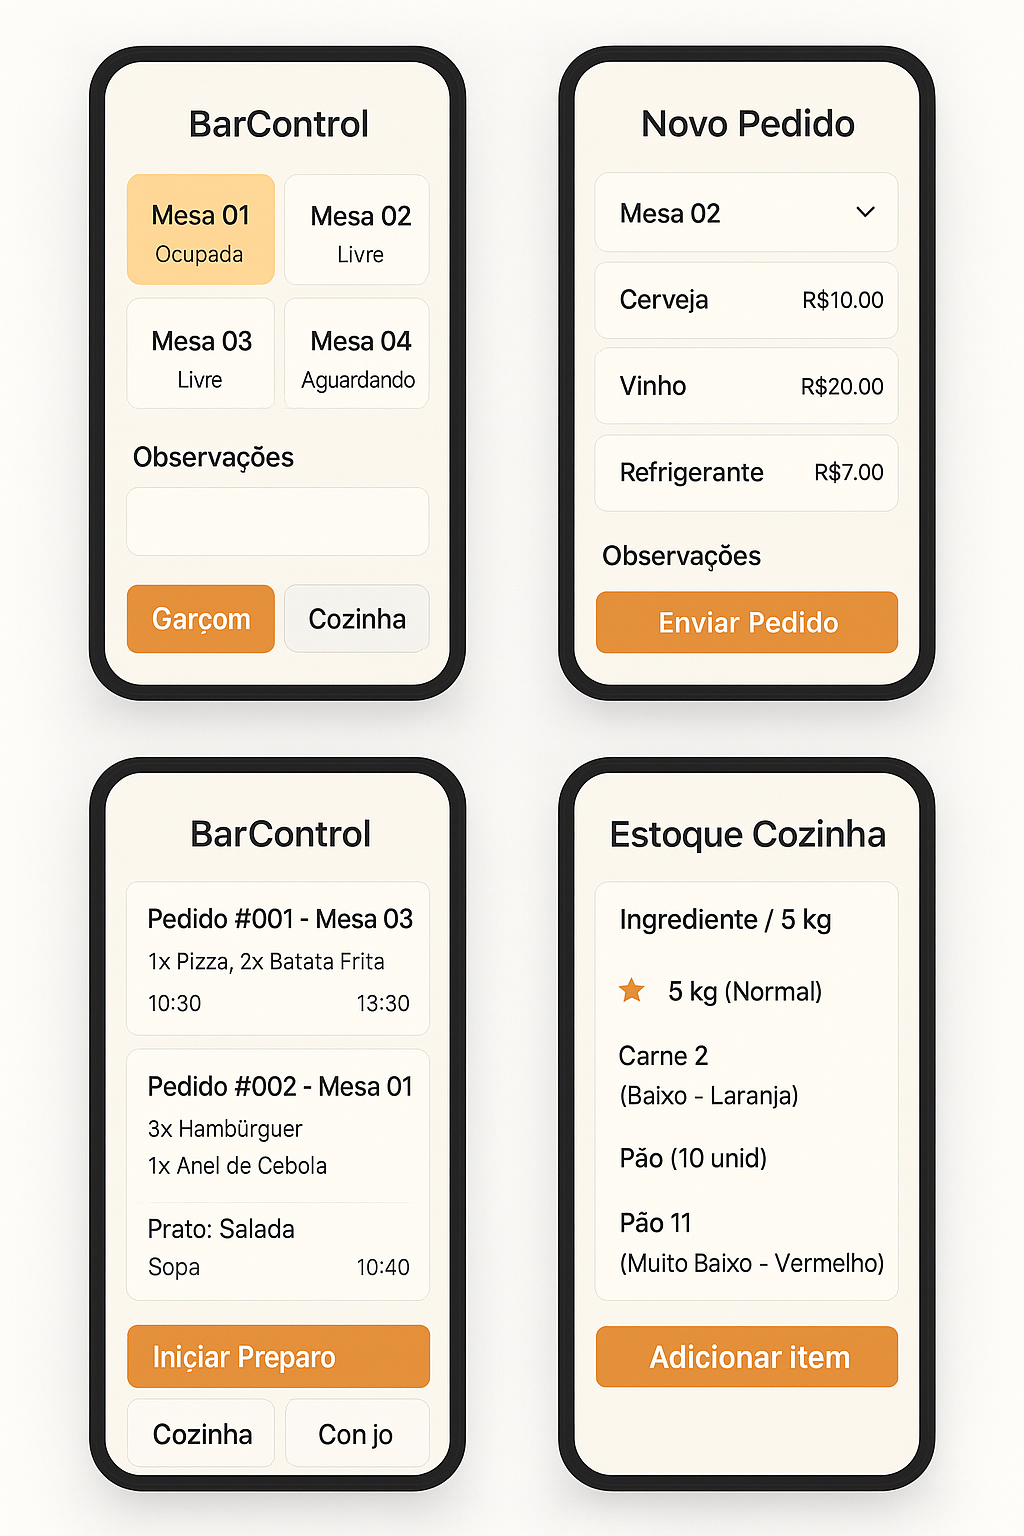 BarControl
Mesa 01
Ocupada
Mesa 02
Livre
Mesa 03
Livre
Mesa 04
Aguardando
Observações
Garçom
Cozinha
Novo Pedido
Mesa 02
Cerveja R$10.00
Vinho R$20.00
Refrigerante R$7.00
Observações
Enviar Pedido
BarControl
Pedido #001 - Mesa 03
1x Pizza, 2x Batata Frita
10:30 13:30
Pedido #002 - Mesa 01
3x Hambürguer
1x Anel de Cebola
Prato: Salada
Sopa 10:40
Iniçiar Preparo
Cozinha
Con jo
Estoque Cozinha
Ingrediente / 5 kg
5 kg (Normal)
Carne 2
(Baixo - Laranja)
Pão (10 unid)
Pão 11
(Muito Baixo - Vermelho)
Adicionar item